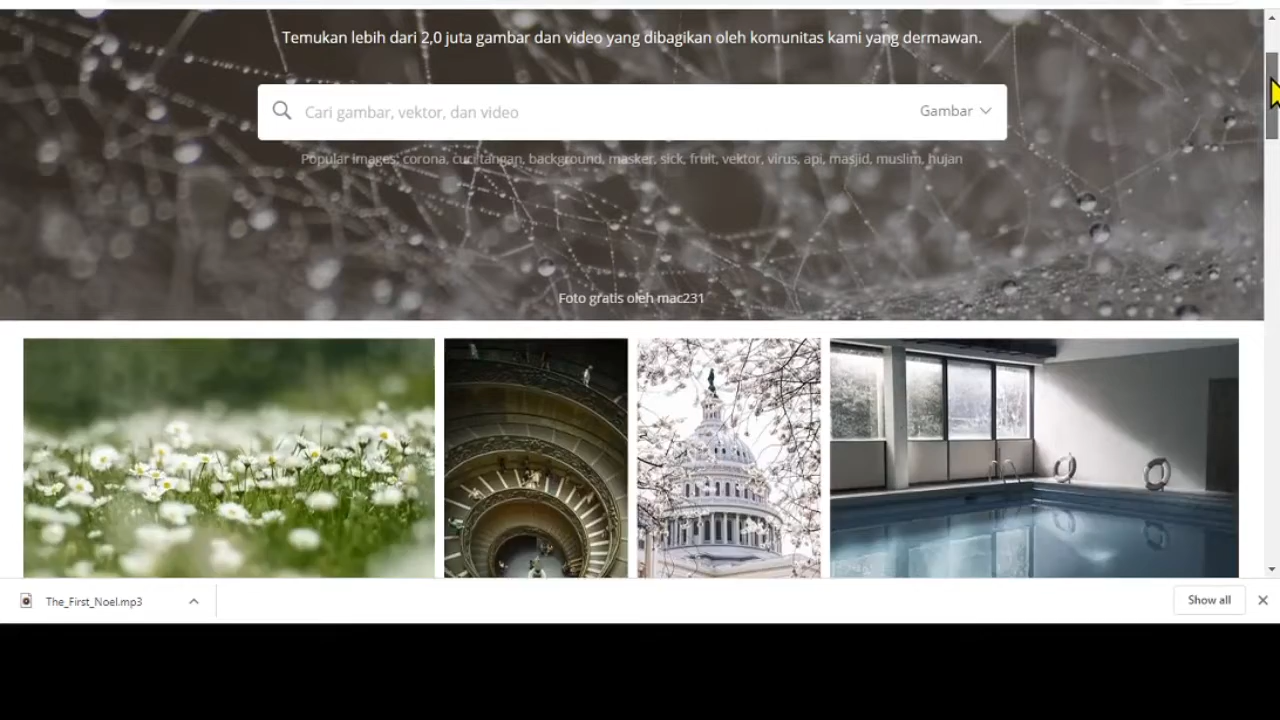 Temukan lebih dari 2,0 juta gambar dan video yang dibagikan oleh komunitas kami yang dermawan.
Cari gambar, vektor, dan video
Gambar
Popular Images: corona, cuci tangan, background, masker, sick, fruit, vektor, virus, api, masjid, muslim, hujan
Foto gratis oleh mac231
The_First_Noel.mp3
Show all